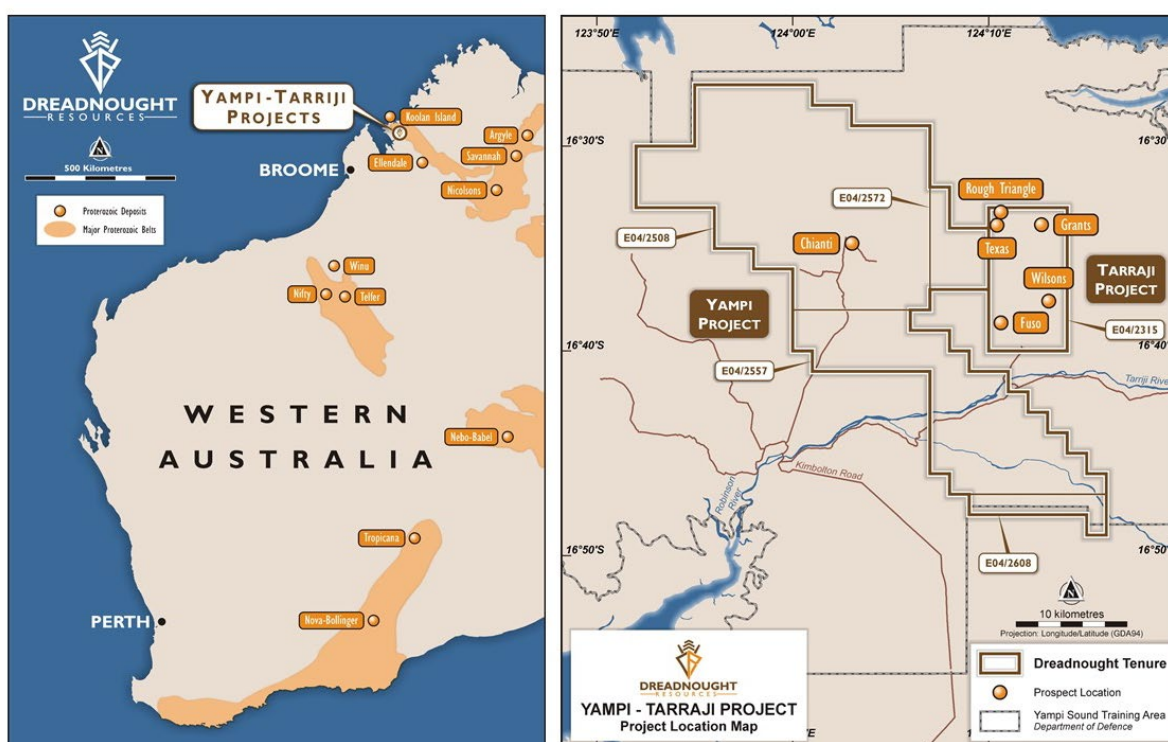 DREADNOUGHT
RESOURCES
500 Kilometres
N
Proterozoic Deposits
Major Proterozoic Belts
YAMPI-TARRIJI
PROJECTS
Koolan Island
Argyle
Savannah
Ellendale
BROOME
Nicolsons
Winu
Nifty
Telfer
WESTERN
AUSTRALIA
Nebo-Babel
Tropicana
PERTH
Nova-Bollinger
123°50'E
124°00'E
124°10'E
16°30'S
16°30'S
Rough Triangle
E04/2572
Grants
E04/2508
Chianti
Texas
TARRAJI
PROJECT
Wilsons
YAMPI
PROJECT
Fuso
E04/2315
16°40'S
16°40'S
E04/2557
Tarriji River
Kimbolton Road
Robinson
River
16°50'S
16°50'S
E04/2608
N
10 kilometres
Projection: Longitude/Latitude (GDA94)
DREADNOUGHT
RESOURCES
YAMPI - TARRAJI PROJECT
Project Location Map
Dreadnought Tenure
Prospect Location
Yampi Sound Training Area
Department of Defence